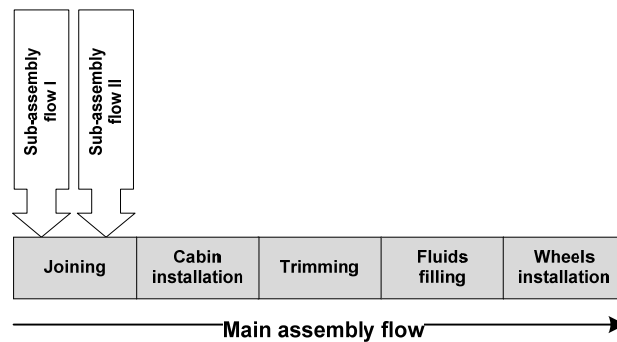 Sub-assembly
flow I
Sub-assembly
flow II
Joining
Cabin
installation
Trimming
Fluids
filling
Wheels
installation
Main assembly flow